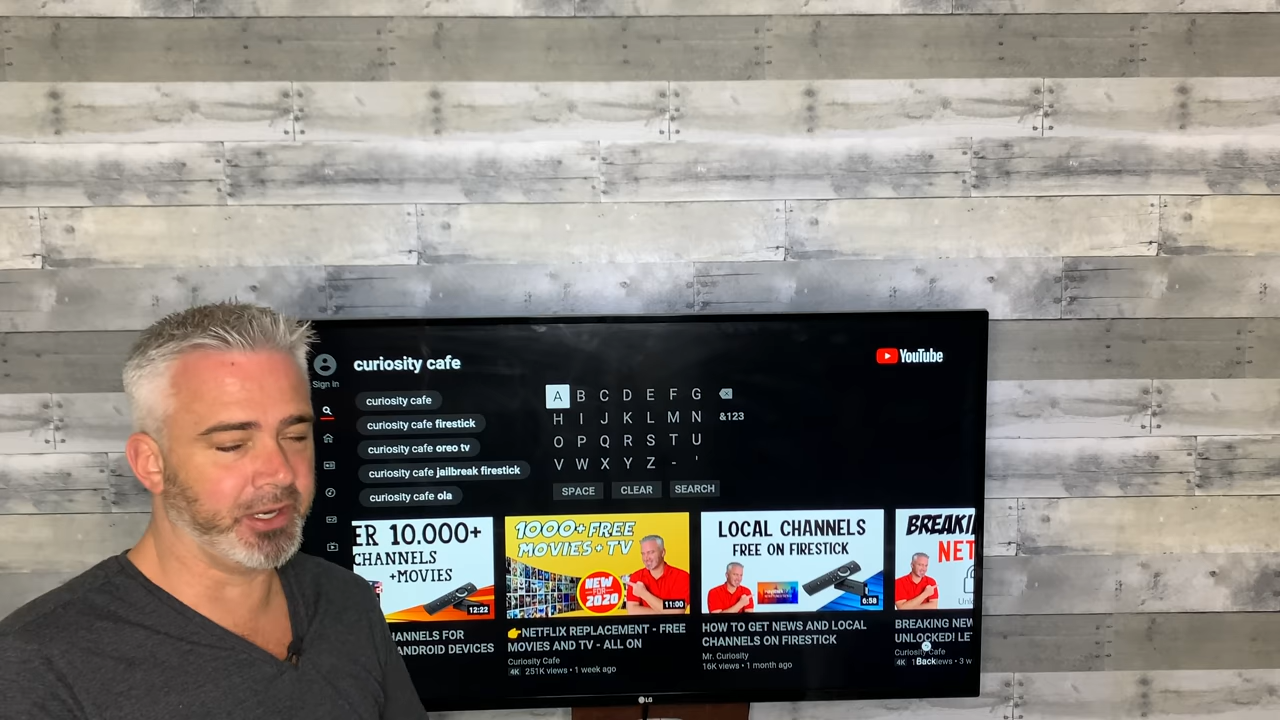 curiosity cafe
YouTube
Sign in
curiosity cafe
curiosity cafe firestick
curiosity cafe oreo tv
curiosity cafe jailbreak firestick
curiosity cafe ola
A B C D E F G
H I J K L M N &123
O P Q R S T U
V W X Y Z - '
SPACE CLEAR SEARCH
ER 10.000+
CHANNELS
+MOVIES
12:22
1000+ FREE
MOVIES + TV
NEW
FOR
2020
11:00
LOCAL CHANNELS
FREE ON FIRESTICK
6:58
BREAKI
NET
HANNELS FOR
ANDROID DEVICES
👉NETFLIX REPLACEMENT - FREE
MOVIES AND TV - ALL ON
Curiosity Cafe
4K 251K views • 1 week ago
HOW TO GET NEWS AND LOCAL
CHANNELS ON FIRESTICK
Mr. Curiosity
16K views • 1 month ago
BREAKING NEW
UNLOCKED! LE
Curiosity Cafe
4K
Back
LG